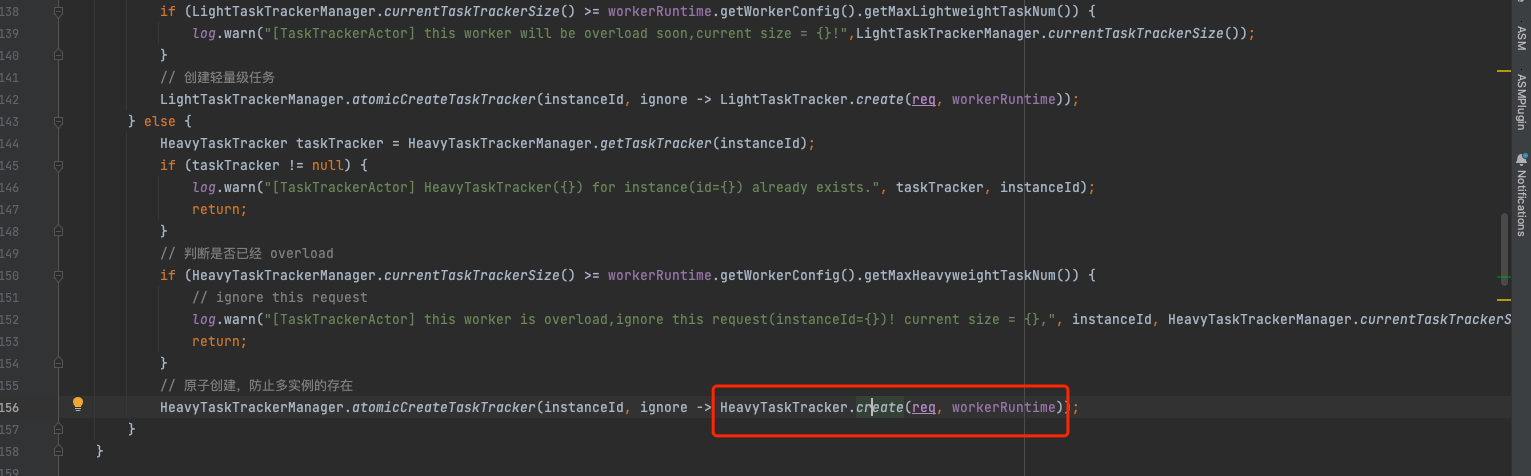 138 if (LightTaskTrackerManager.currentTaskTrackerSize() >= workerRuntime.getWorkerConfig().getMaxLightweightTaskNum()) {
139 log.warn("[TaskTrackerActor] this worker will be overload soon,current size = {}!",LightTaskTrackerManager.currentTaskTrackerSize());
140 }
141 // 创建轻量级任务
142 LightTaskTrackerManager.atomicCreateTaskTracker(instanceId, ignore -> LightTaskTracker.create(req, workerRuntime));
143 } else {
144 HeavyTaskTracker taskTracker = HeavyTaskTrackerManager.getTaskTracker(instanceId);
145 if (taskTracker != null) {
146 log.warn("[TaskTrackerActor] HeavyTaskTracker({}) for instance(id={}) already exists.", taskTracker, instanceId);
147 return;
148 }
149 // 判断是否已经 overload
150 if (HeavyTaskTrackerManager.currentTaskTrackerSize() >= workerRuntime.getWorkerConfig().getMaxHeavyweightTaskNum()) {
151 // ignore this request
152 log.warn("[TaskTrackerActor] this worker is overload,ignore this request(instanceId={})! current size = {},", instanceId, HeavyTaskTrackerManager.currentTaskTrackerS
153 return;
154 }
155 // 原子创建，防止多实例的存在
156 HeavyTaskTrackerManager.atomicCreateTaskTracker(instanceId, ignore -> HeavyTaskTracker.create(req, workerRuntime));
157 }
158 }
159
ASM
ASMPlugin
Notifications